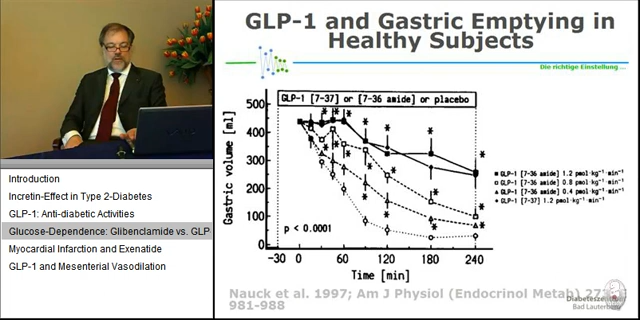 GLP-1 and Gastric Emptying in
Healthy Subjects
Die richtige Einstellung ...
Introduction
Incretin-Effect in Type 2-Diabetes
GLP-1: Anti-diabetic Activities
Glucose-Dependence: Glibenclamide vs. GLP
Myocardial Infarction and Exenatide
GLP-1 and Mesenterial Vasodilation
GLP-1 [7-37] or [7-36 amide] or placebo
Gastric volume [ml]
500
400
300
200
100
0
p < 0.0001
-30
0
60
120
180
240
Time [min]
GLP-1 [7-36 amide] 1.2 pmol·kg⁻¹·min⁻¹
GLP-1 [7-36 amide] 0.8 pmol·kg⁻¹·min⁻¹
GLP-1 [7-36 amide] 0.4 pmol·kg⁻¹·min⁻¹
GLP-1 [7-37] 1.2 pmol·kg⁻¹·min⁻¹
Nauck et al. 1997; Am J Physiol (Endocrinol Metab)
981-988
Bad Lauterberg